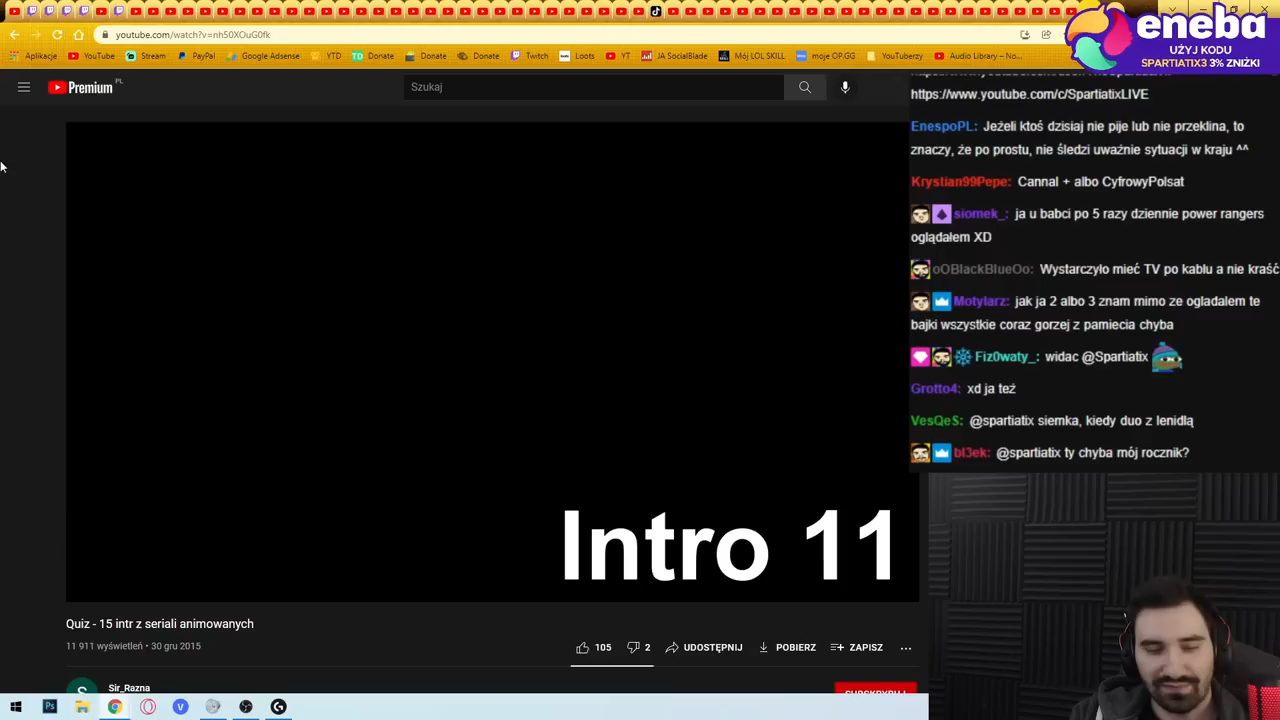 youtube.com/watch?v=nh50XOuG0fk
Aplikacje YouTube Stream PayPal Google Adsense YTD Donate Donate Donate Twitch Loots YT JA SocialBlade Mój LOL SKILL moje OP.GG YouTuberzy Audio Library – No...
eneba
UŻYJ KODU
SPARTIATIX3 3% ZNIŻKI
Premium PL
Szukaj
https://www.youtube.com/c/SpartiatixLIVE
EnespoPL: Jeżeli ktoś dzisiaj nie pije lub nie przeklina, to
znaczy, że po prostu, nie śledzi uważnie sytuacji w kraju ^^
Krystian99Pepe: Cannal + albo CyfrowyPolsat
siomek_: ja u babci po 5 razy dziennie power rangers
oglądałem XD
oOBlackBlueOo: Wystarczyło mieć TV po kablu a nie kraść
Motylarz: jak ja 2 albo 3 znam mimo ze ogladalem te
bajki wszystkie coraz gorzej z pamiecia chyba
Fiz0waty_: widac @Spartiatix
Grotto4: xd ja też
VesQeS: @spartiatix siemka, kiedy duo z lenidlą
bl3ek: @spartiatix ty chyba mój rocznik?
Intro 11
Quiz - 15 intr z seriali animowanych
11 911 wyświetleń • 30 gru 2015
105 2 UDOSTĘPNIJ POBIERZ ZAPISZ ...
S Sir_Razna
SUBSKRYBUJ